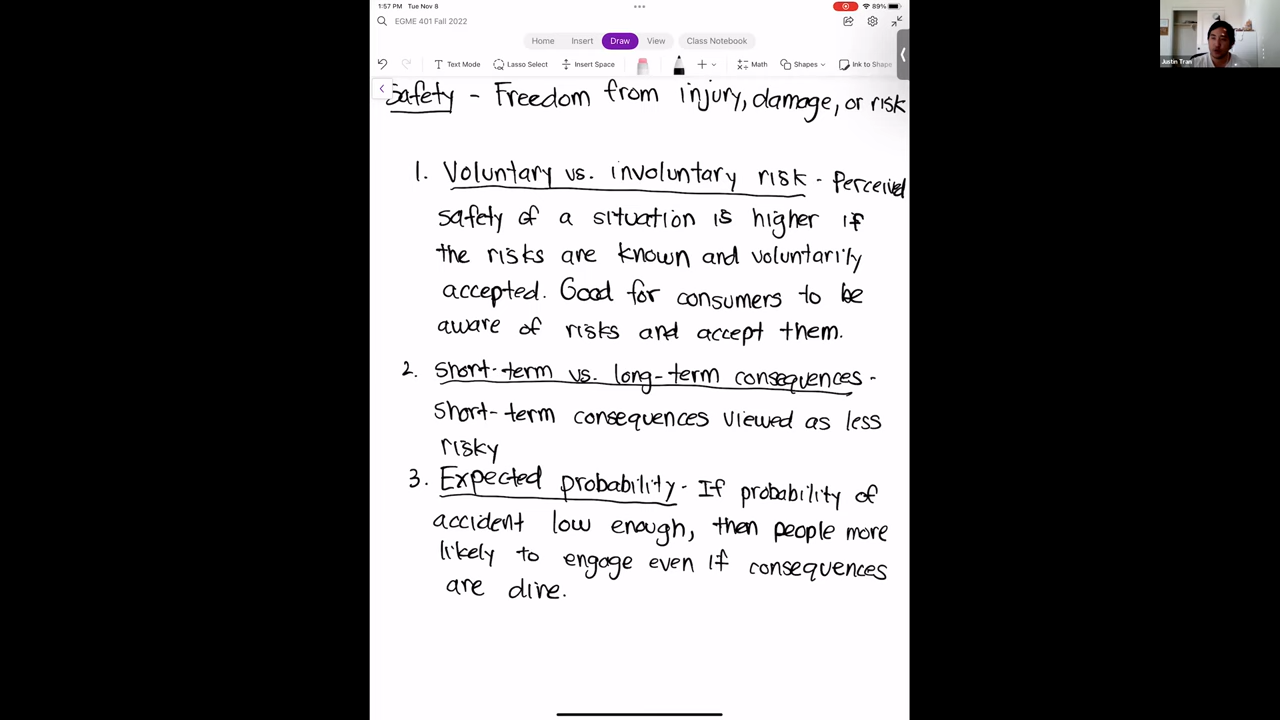 1:57 PM Tue Nov 8
89%
EGME 401 Fall 2022
Home Insert Draw View Class Notebook
Text Mode Lasso Select Insert Space Math Shapes Ink to Shape
Justin Tran
Safety - Freedom from injury, damage, or risk
1. Voluntary vs. involuntary risk - Perceived
safety of a situation is higher if
the risks are known and voluntarily
accepted. Good for consumers to be
aware of risks and accept them.
2. Short-term vs. long-term consequences -
Short-term consequences viewed as less
risky
3. Expected probability - If probability of
accident low enough, then people more
likely to engage even if consequences
are dire.